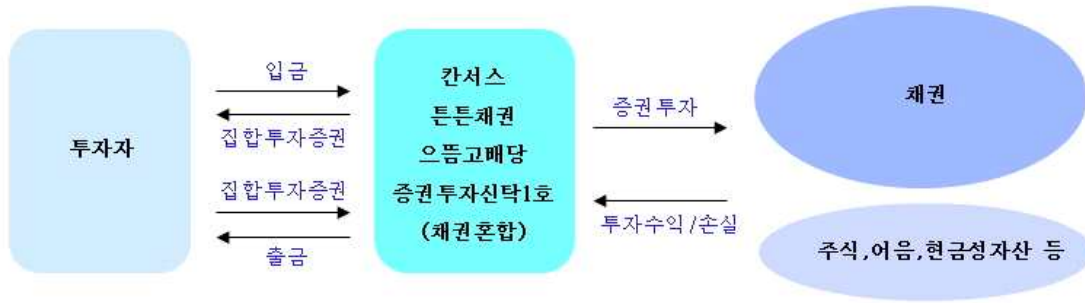 투자자
입금
집합투자증권
집합투자증권
출금
칸서스
튼튼채권
으뜸고배당
증권투자신탁1호
(채권혼합)
증권투자
투자수익/손실
채권
주식,어음,현금성자산 등